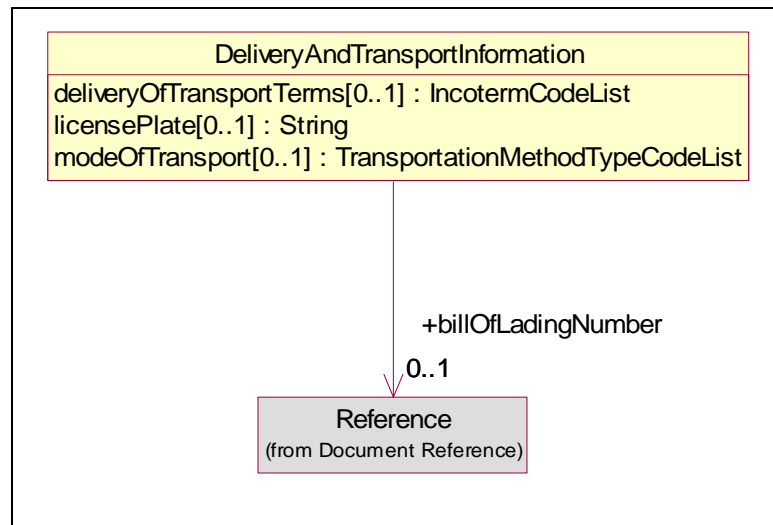 DeliveryAndTransportInformation
deliveryOfTransportTerms[0..1] : IncotermCodeList
licensePlate[0..1] : String
modeOfTransport[0..1] : TransportationMethodTypeCodeList
+billOfLadingNumber
0..1
Reference
(from Document Reference)